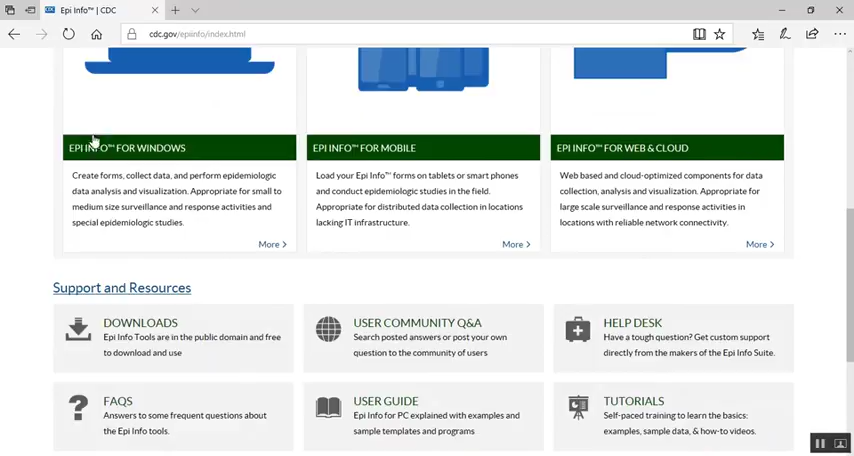 Epi Info™ | CDC
cdc.gov/epiinfo/index.html
EPI INFO™ FOR WINDOWS
Create forms, collect data, and perform epidemiologic
data analysis and visualization. Appropriate for small to
medium size surveillance and response activities and
special epidemiologic studies.
More >
EPI INFO™ FOR MOBILE
Load your Epi Info™ forms on tablets or smart phones
and conduct epidemiologic studies in the field.
Appropriate for distributed data collection in locations
lacking IT infrastructure.
More >
EPI INFO™ FOR WEB & CLOUD
Web based and cloud-optimized components for data
collection, analysis and visualization. Appropriate for
large scale surveillance and response activities in
locations with reliable network connectivity.
More >
Support and Resources
DOWNLOADS
Epi Info Tools are in the public domain and free
to download and use
USER COMMUNITY Q&A
Search posted answers or post your own
question to the community of users
HELP DESK
Have a tough question? Get custom support
directly from the makers of the Epi Info Suite.
FAQS
Answers to some frequent questions about
the Epi Info tools.
USER GUIDE
Epi Info for PC explained with examples and
sample templates and programs
TUTORIALS
Self-paced training to learn the basics:
examples, sample data, & how-to videos.